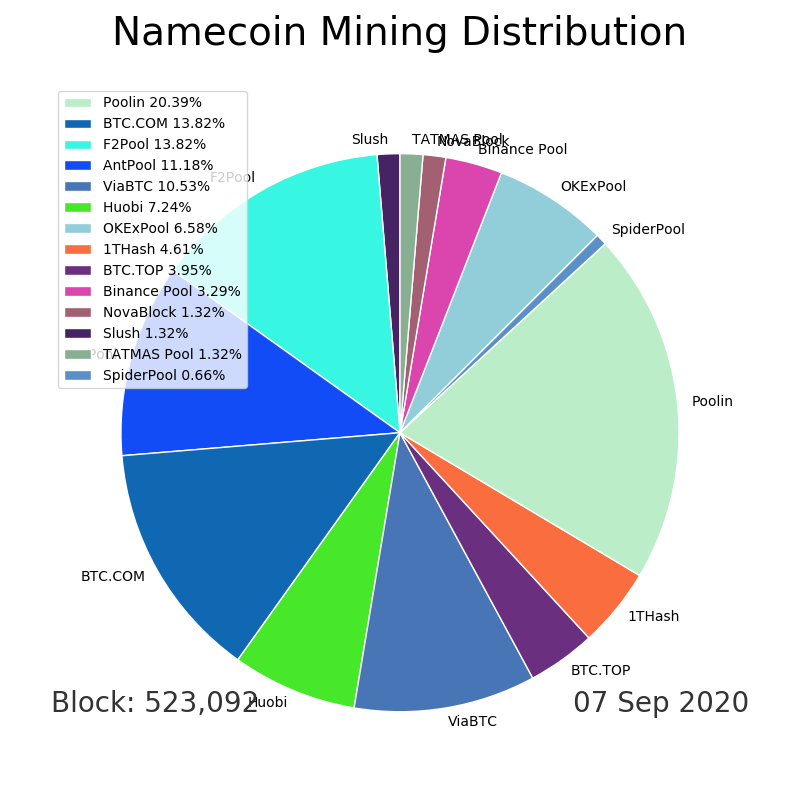 Namecoin Mining Distribution
Poolin 20.39%
BTC.COM 13.82%
F2Pool 13.82%
AntPool 11.18%
ViaBTC 10.53%
Huobi 7.24%
OKExPool 6.58%
1THash 4.61%
BTC.TOP 3.95%
Binance Pool 3.29%
NovaBlock 1.32%
Slush 1.32%
TATMAS Pool 1.32%
SpiderPool 0.66%
Slush
TATMAS Pool
NovaBlock
Binance Pool
F2Pool
OKExPool
SpiderPool
Poolin
BTC.COM
1THash
BTC.TOP
Huobi
ViaBTC
Block: 523,092
07 Sep 2020